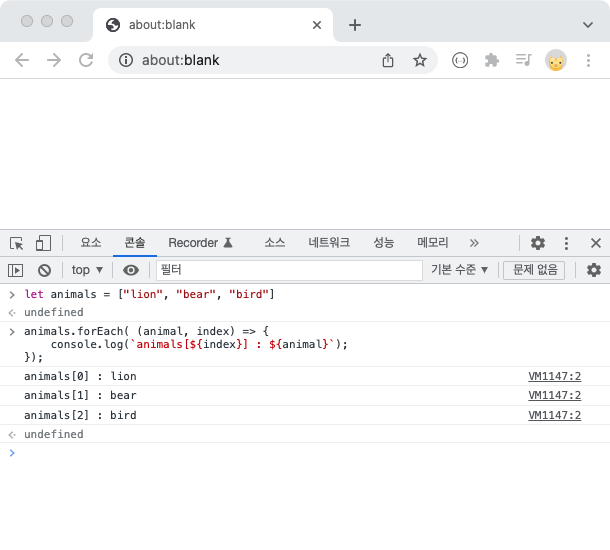 about:blank
about:blank
요소 콘솔 Recorder 소스 네트워크 성능 메모리 »
top ▼ 필터 기본 수준 ▼ 문제 없음
> let animals = ["lion", "bear", "bird"]
<· undefined
> animals.forEach( (animal, index) => {
console.log(`animals[${index}] : ${animal}`);
});
animals[0] : lion VM1147:2
animals[1] : bear VM1147:2
animals[2] : bird VM1147:2
<· undefined
>